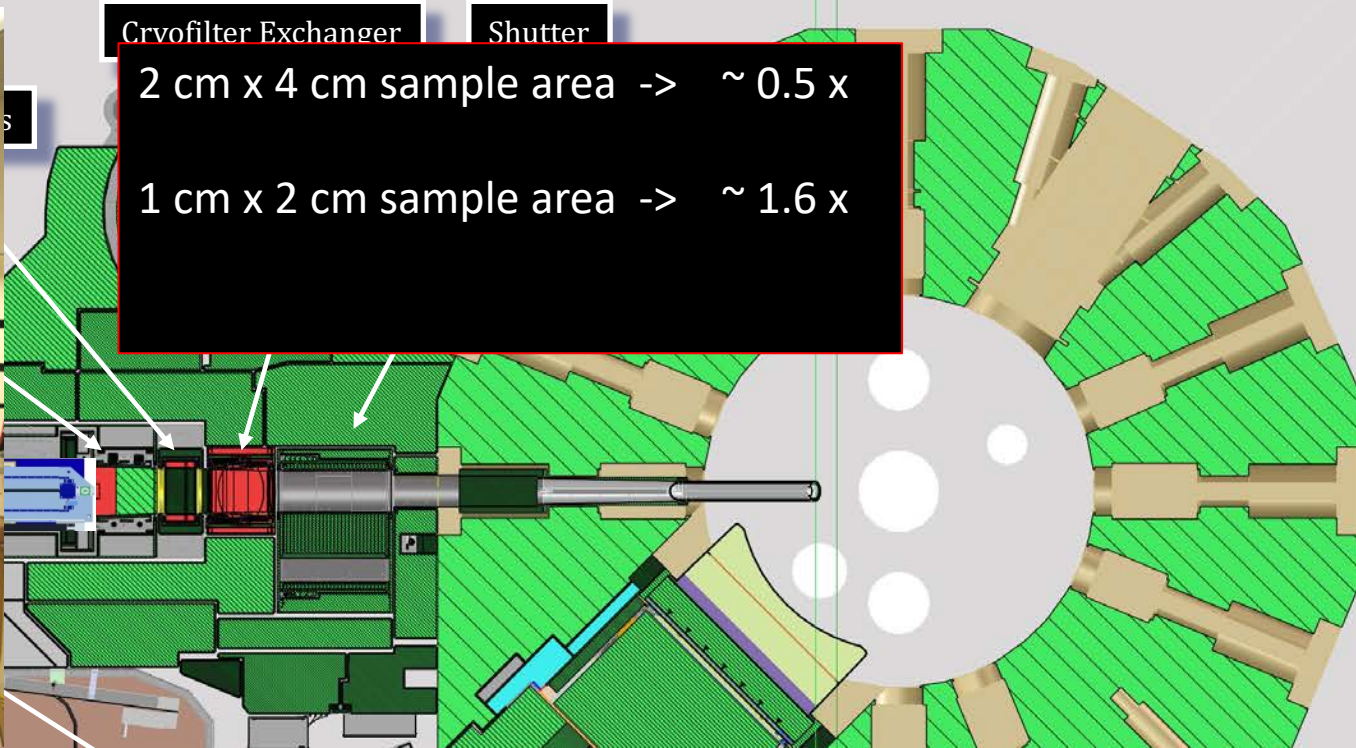 Cryofilter Exchanger
Shutter
s
2 cm x 4 cm sample area -> ~ 0.5 x
1 cm x 2 cm sample area -> ~ 1.6 x